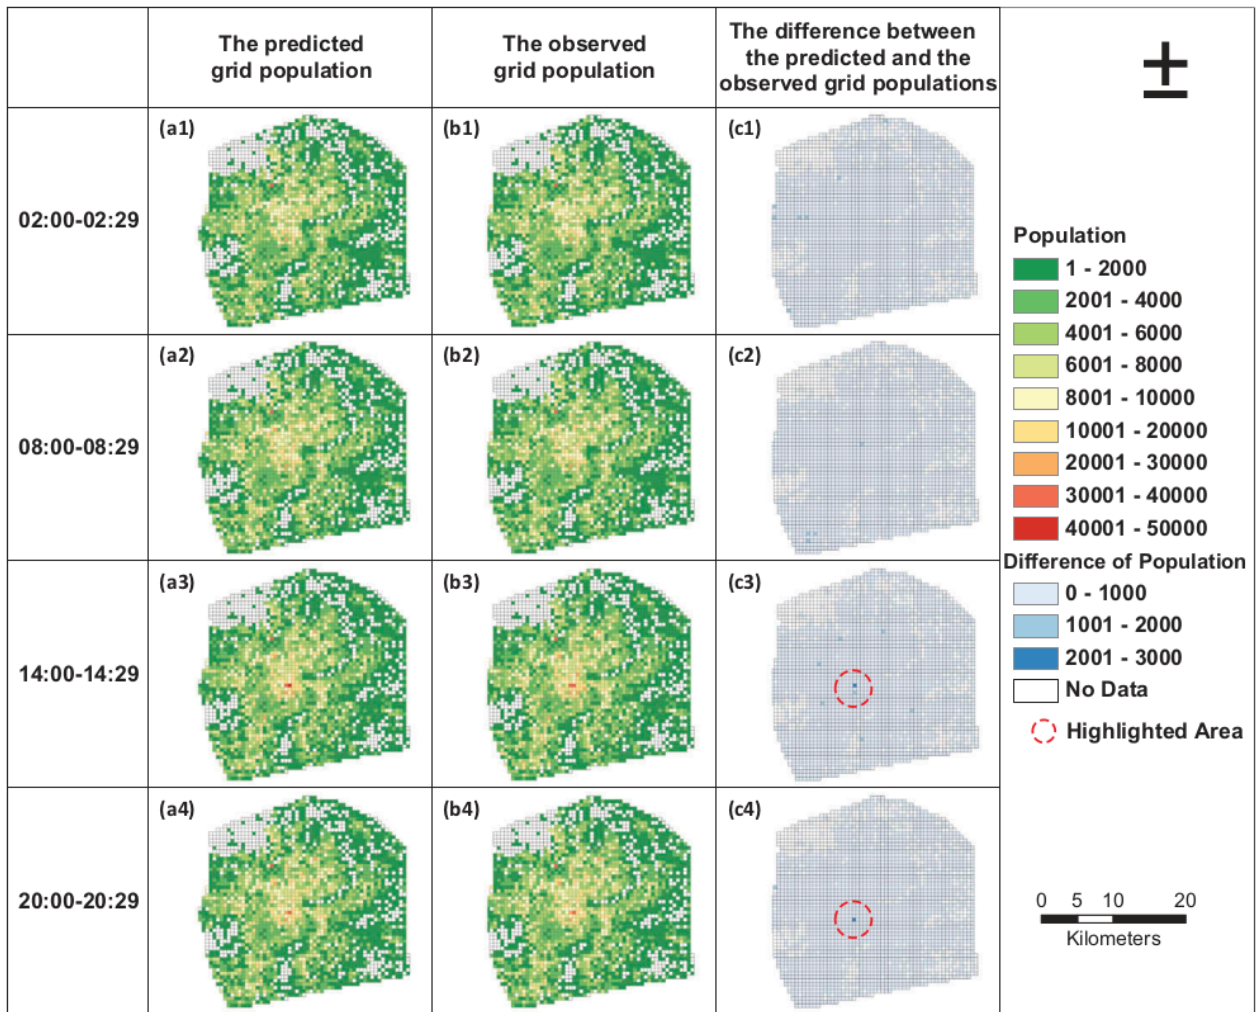 The predicted
grid population
The observed
grid population
The difference between
the predicted and the
observed grid populations
±
02:00-02:29
(a1)
(b1)
(c1)
08:00-08:29
(a2)
(b2)
(c2)
14:00-14:29
(a3)
(b3)
(c3)
20:00-20:29
(a4)
(b4)
(c4)
Population
1 - 2000
2001 - 4000
4001 - 6000
6001 - 8000
8001 - 10000
10001 - 20000
20001 - 30000
30001 - 40000
40001 - 50000
Difference of Population
0 - 1000
1001 - 2000
2001 - 3000
No Data
Highlighted Area
0 5 10 20
Kilometers